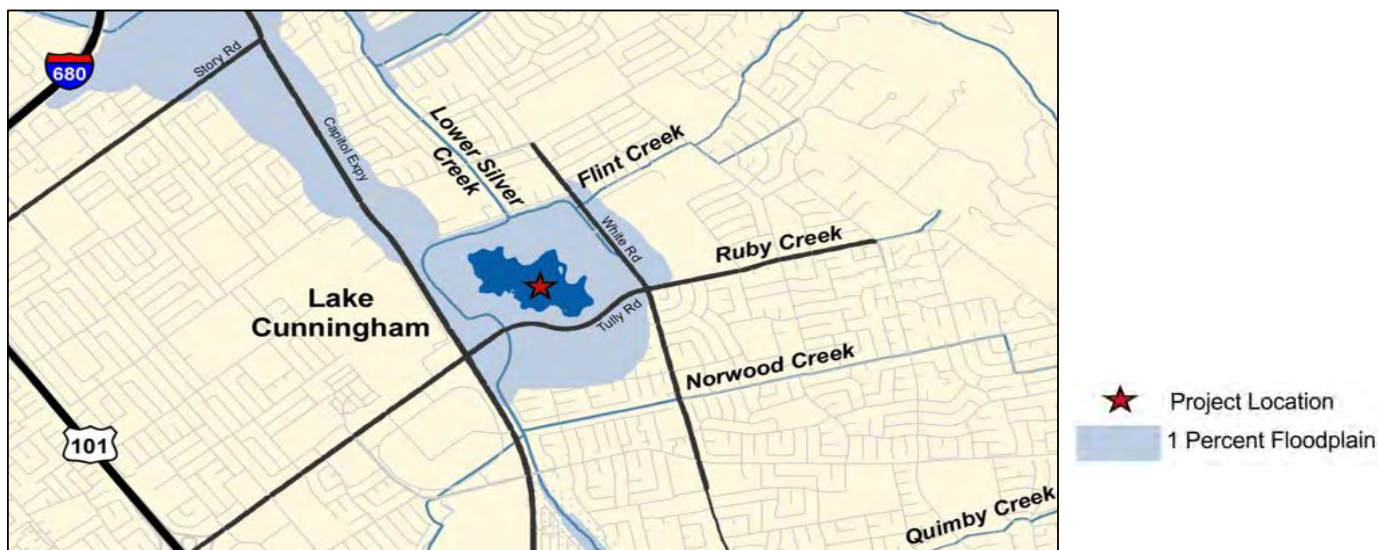 680
Story Rd
Capitol Expy
Lower Silver
Creek
Flint Creek
White Rd
Ruby Creek
Lake
Cunningham
Tully Rd
Norwood Creek
101
Quimby Creek
Project Location
1 Percent Floodplain